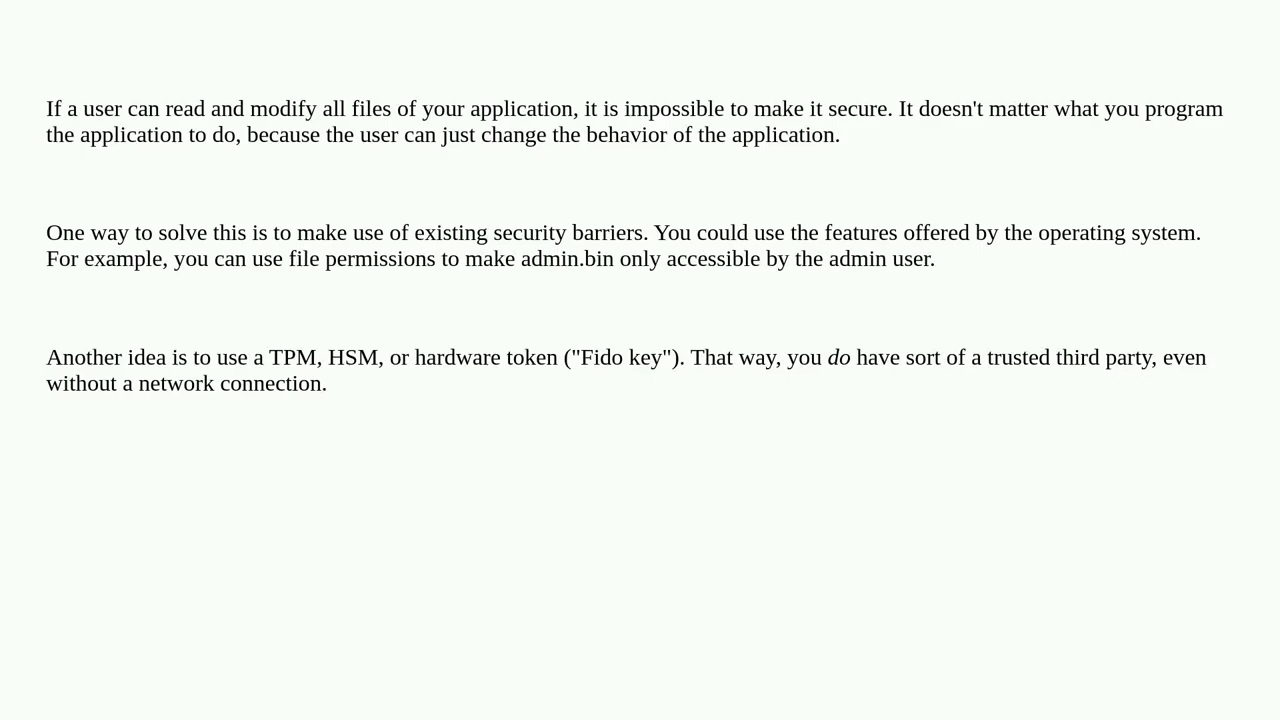 If a user can read and modify all files of your application, it is impossible to make it secure. It doesn't matter what you program
the application to do, because the user can just change the behavior of the application.
One way to solve this is to make use of existing security barriers. You could use the features offered by the operating system.
For example, you can use file permissions to make admin.bin only accessible by the admin user.
Another idea is to use a TPM, HSM, or hardware token ("Fido key"). That way, you do have sort of a trusted third party, even
without a network connection.